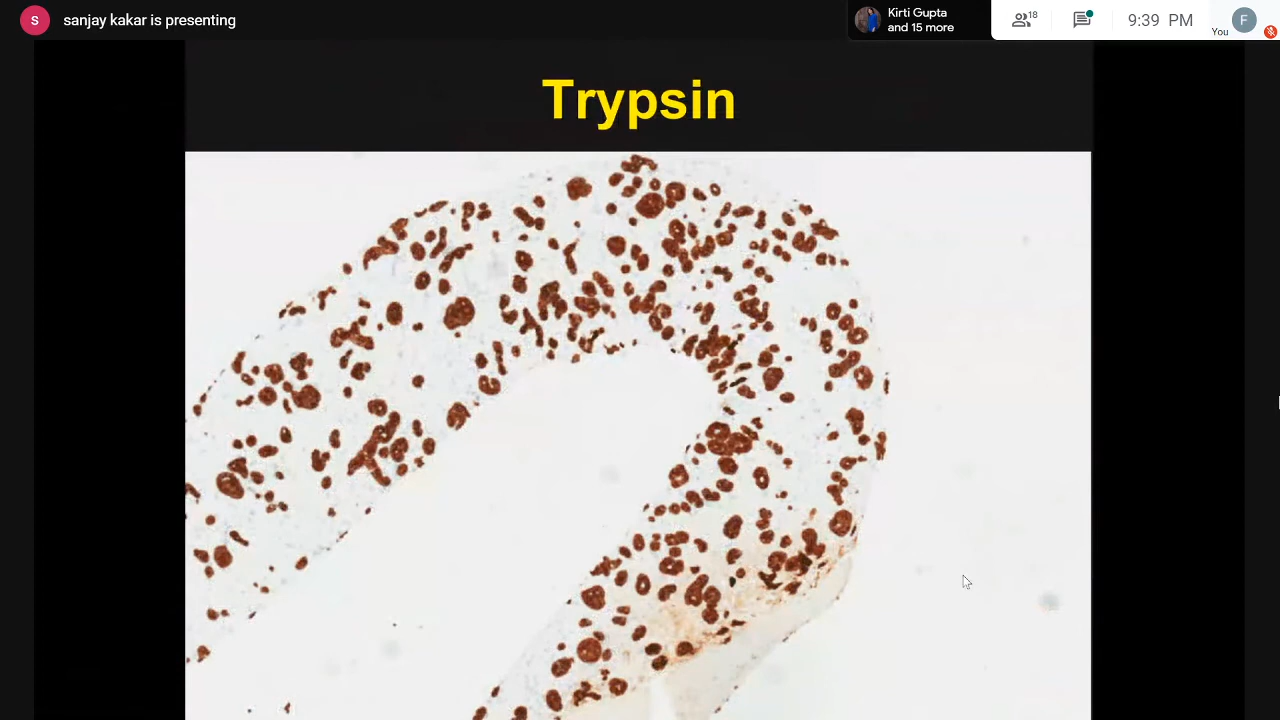 S
sanjay kakar is presenting
Kirti Gupta
and 15 more
18
9:39 PM
You
F
Trypsin